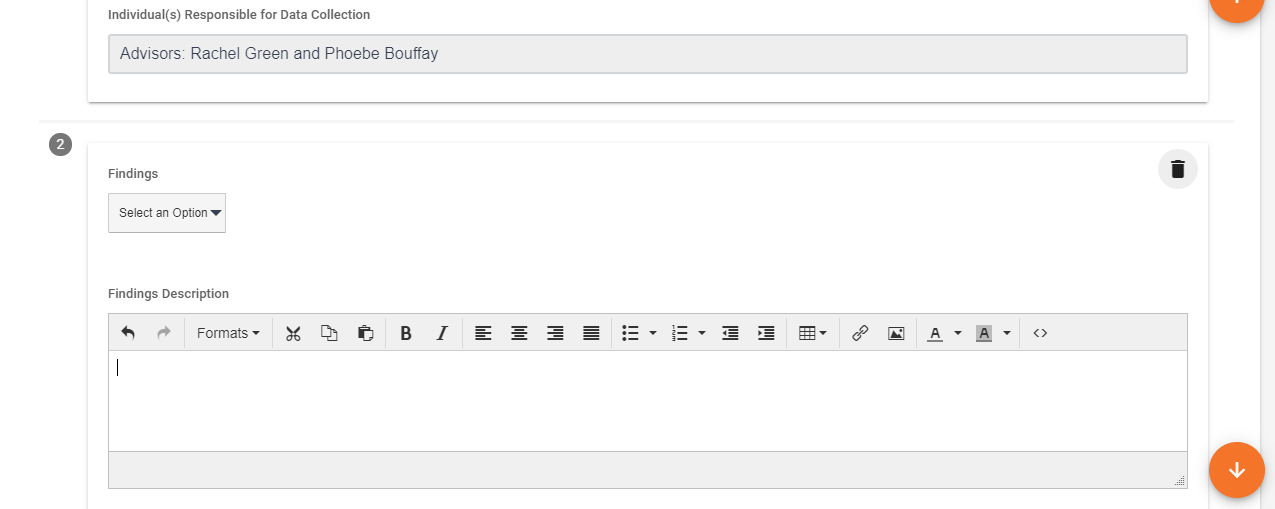 Individual(s) Responsible for Data Collection
Advisors: Rachel Green and Phoebe Bouffay
2
Findings
Select an Option
Findings Description
Formats B I A A <>